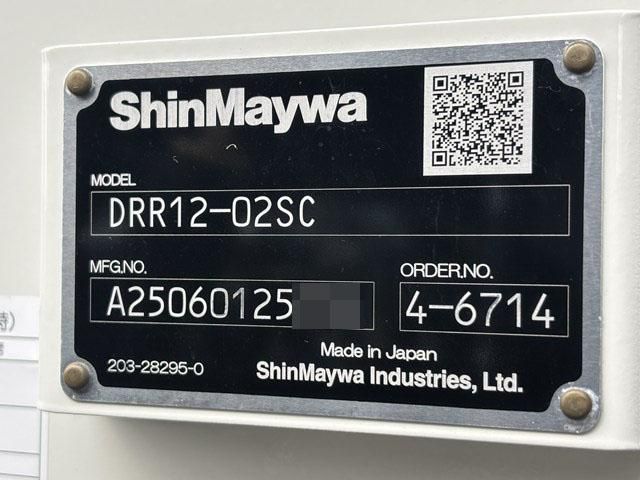 ShinMaywa
MODEL
DRR12-02SC
MFG.NO.
A25060125
ORDER.NO.
4-6714
203-28295-0
Made in Japan
ShinMaywa Industries, Ltd.